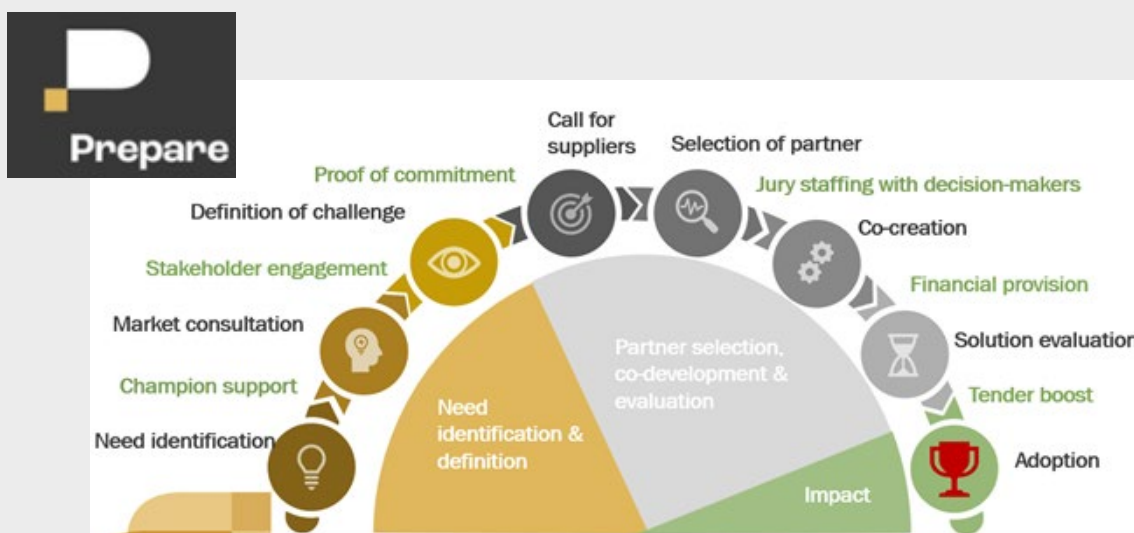 Prepare
Call for
suppliers
Selection of partner
Proof of commitment
Jury staffing with decision-makers
Definition of challenge
Co-creation
Stakeholder engagement
Financial provision
Market consultation
Solution evaluation
Partner selection,
co-development &
evaluation
Champion support
Tender boost
Need
identification &
definition
Need identification
Adoption
Impact